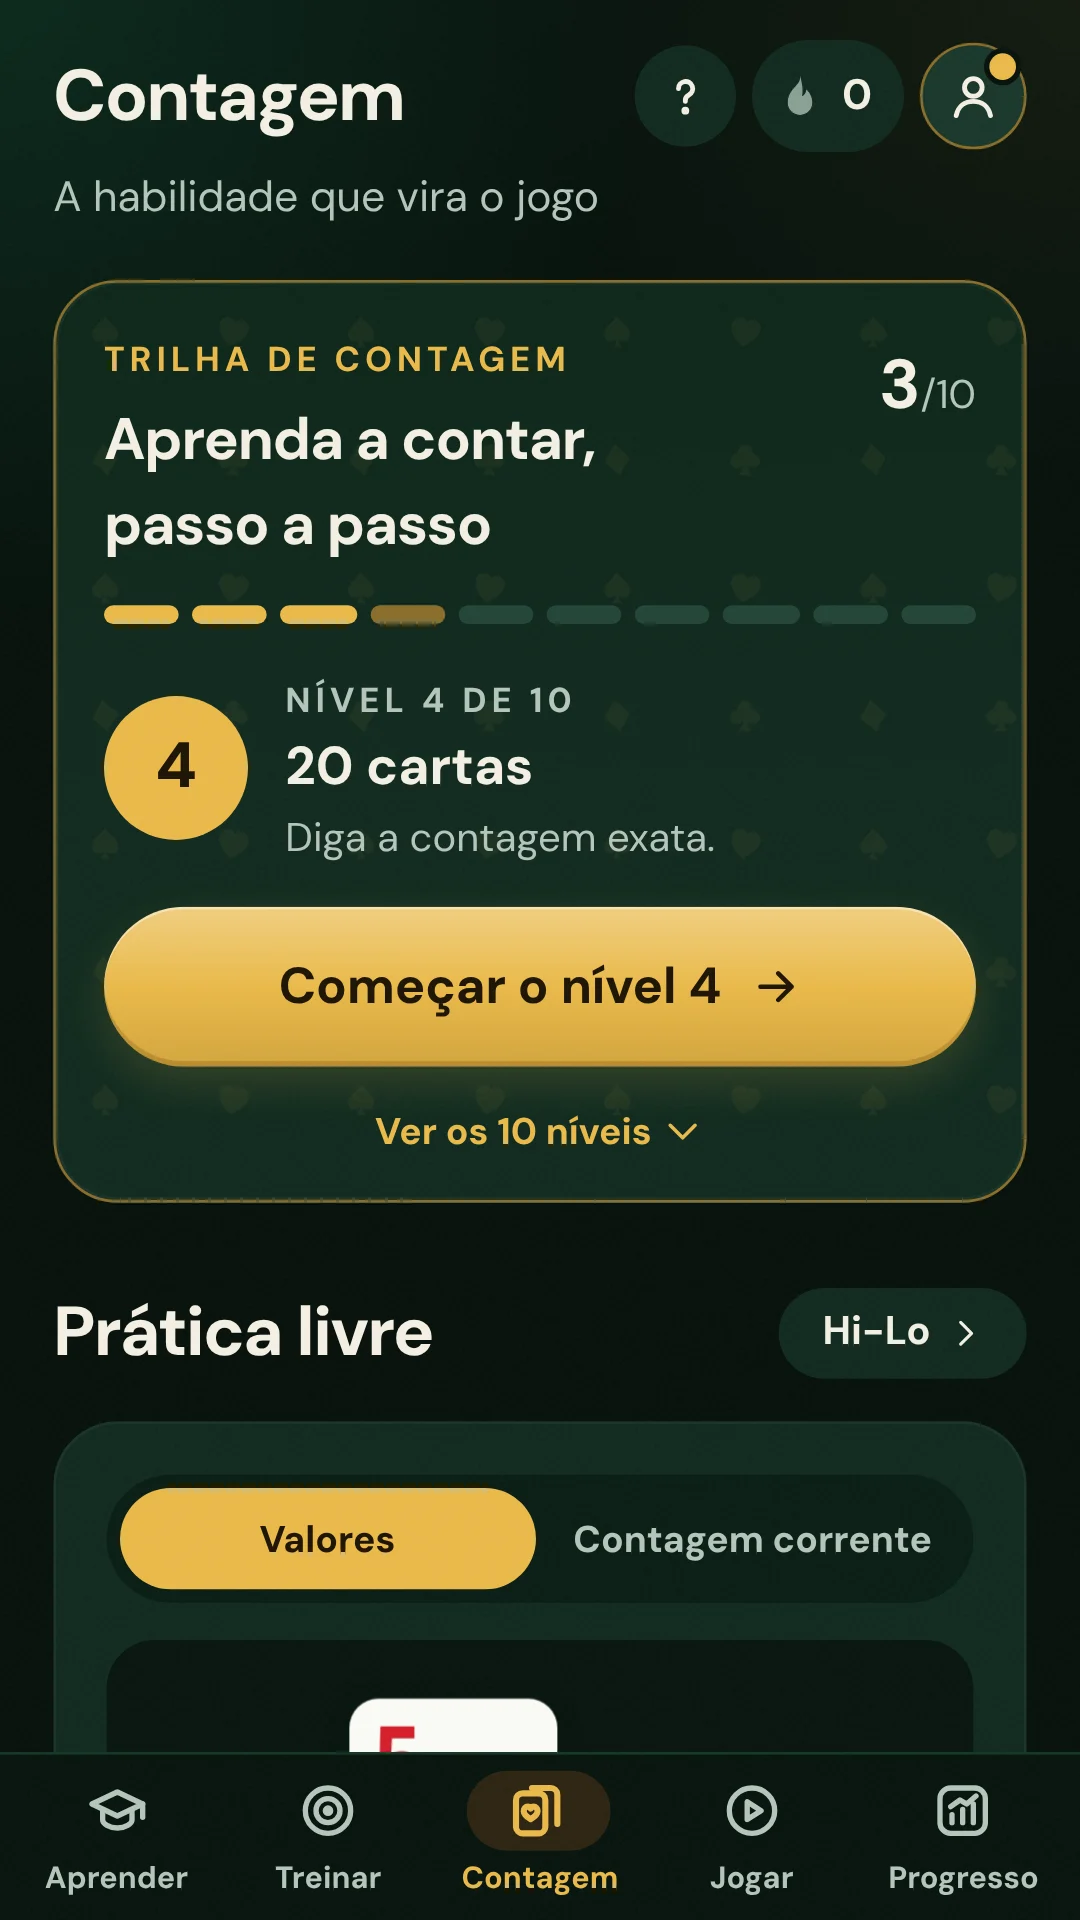 Contagem
?
0
A habilidade que vira o jogo
TRILHA DE CONTAGEM
3/10
Aprenda a contar,
passo a passo
NÍVEL 4 DE 10
4
20 cartas
Diga a contagem exata.
Começar o nível 4 →
Ver os 10 níveis
Prática livre
Hi-Lo
Valores
Contagem corrente
5
Aprender
Treinar
Contagem
Jogar
Progresso